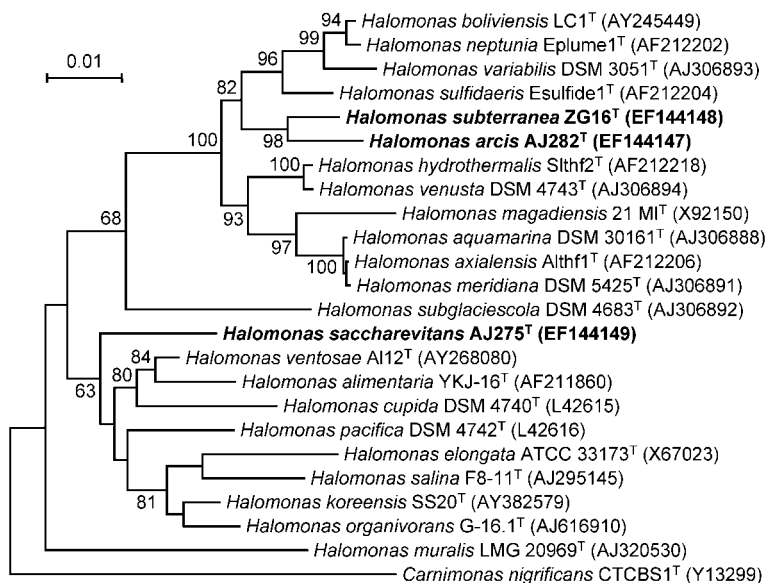 94 Halomonas boliviensis LC1ᵀ (AY245449)
99
Halomonas neptunia Eplume1ᵀ (AF212202)
96
0.01
Halomonas variabilis DSM 3051ᵀ (AJ306893)
82
Halomonas sulfidaeris Esulfide1ᵀ (AF212204)
Halomonas subterranea ZG16ᵀ (EF144148)
100 98 Halomonas arcis AJ282ᵀ (EF144147)
100 Halomonas hydrothermalis Slthf2ᵀ (AF212218)
Halomonas venusta DSM 4743ᵀ (AJ306894)
68 93 Halomonas magadiensis 21 MIᵀ (X92150)
Halomonas aquamarina DSM 30161ᵀ (AJ306888)
97
100 Halomonas axialensis Althf1ᵀ (AF212206)
Halomonas meridiana DSM 5425ᵀ (AJ306891)
Halomonas subglaciescola DSM 4683ᵀ (AJ306892)
Halomonas saccharevitans AJ275ᵀ (EF144149)
84 Halomonas ventosae Al12ᵀ (AY268080)
80
63 Halomonas alimentaria YKJ-16ᵀ (AF211860)
Halomonas cupida DSM 4740ᵀ (L42615)
Halomonas pacifica DSM 4742ᵀ (L42616)
Halomonas elongata ATCC 33173ᵀ (X67023)
Halomonas salina F8-11ᵀ (AJ295145)
81
Halomonas koreensis SS20ᵀ (AY382579)
Halomonas organivorans G-16.1ᵀ (AJ616910)
Halomonas muralis LMG 20969ᵀ (AJ320530)
Carnimonas nigrificans CTCBS1ᵀ (Y13299)